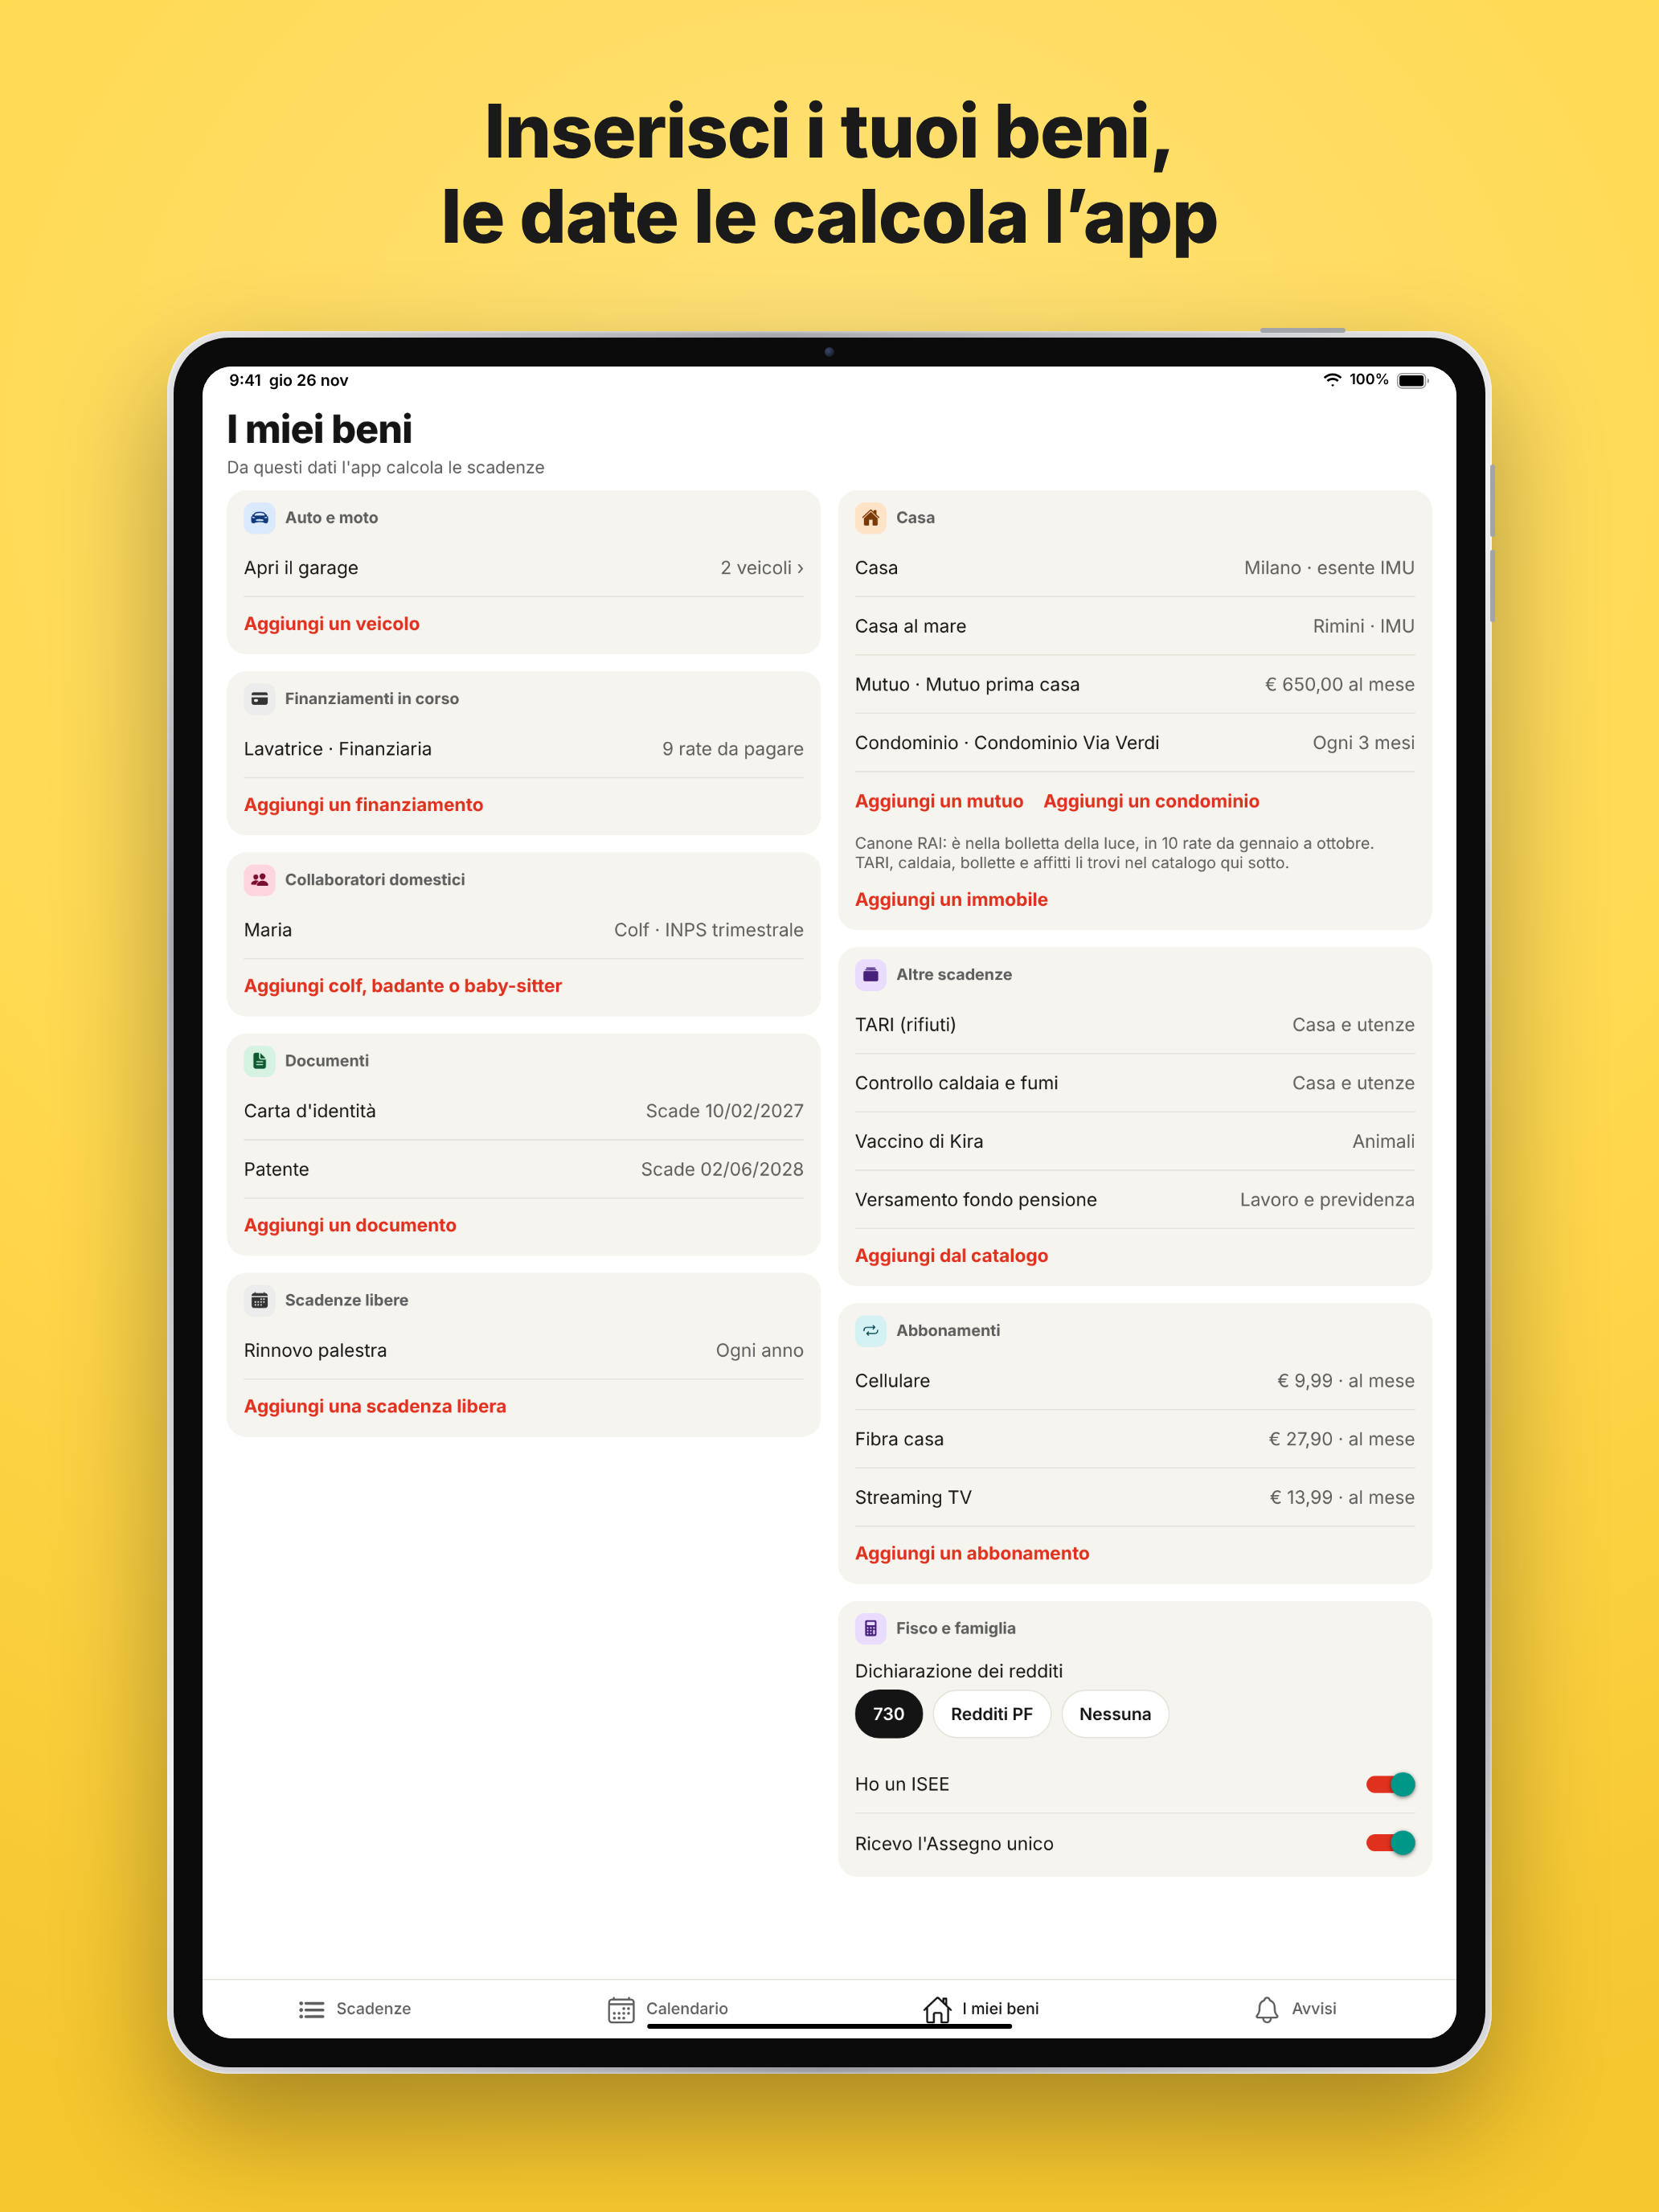 Inserisci i tuoi beni,
le date le calcola l’app
9:41 gio 26 nov
100%
I miei beni
Da questi dati l'app calcola le scadenze
Auto e moto
Apri il garage 2 veicoli ›
Aggiungi un veicolo
Finanziamenti in corso
Lavatrice · Finanziaria 9 rate da pagare
Aggiungi un finanziamento
Collaboratori domestici
Maria Colf · INPS trimestrale
Aggiungi colf, badante o baby-sitter
Documenti
Carta d'identità Scade 10/02/2027
Patente Scade 02/06/2028
Aggiungi un documento
Scadenze libere
Rinnovo palestra Ogni anno
Aggiungi una scadenza libera
Casa
Casa Milano · esente IMU
Casa al mare Rimini · IMU
Mutuo · Mutuo prima casa € 650,00 al mese
Condominio · Condominio Via Verdi Ogni 3 mesi
Aggiungi un mutuo Aggiungi un condominio
Canone RAI: è nella bolletta della luce, in 10 rate da gennaio a ottobre.
TARI, caldaia, bollette e affitti li trovi nel catalogo qui sotto.
Aggiungi un immobile
Altre scadenze
TARI (rifiuti) Casa e utenze
Controllo caldaia e fumi Casa e utenze
Vaccino di Kira Animali
Versamento fondo pensione Lavoro e previdenza
Aggiungi dal catalogo
Abbonamenti
Cellulare € 9,99 · al mese
Fibra casa € 27,90 · al mese
Streaming TV € 13,99 · al mese
Aggiungi un abbonamento
Fisco e famiglia
Dichiarazione dei redditi
730 Redditi PF Nessuna
Ho un ISEE
Ricevo l'Assegno unico
Scadenze Calendario I miei beni Avvisi